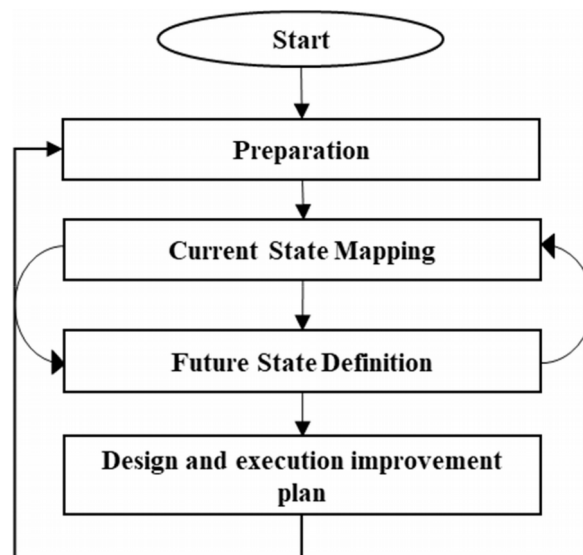 Start
Preparation
Current State Mapping
Future State Definition
Design and execution improvement
plan